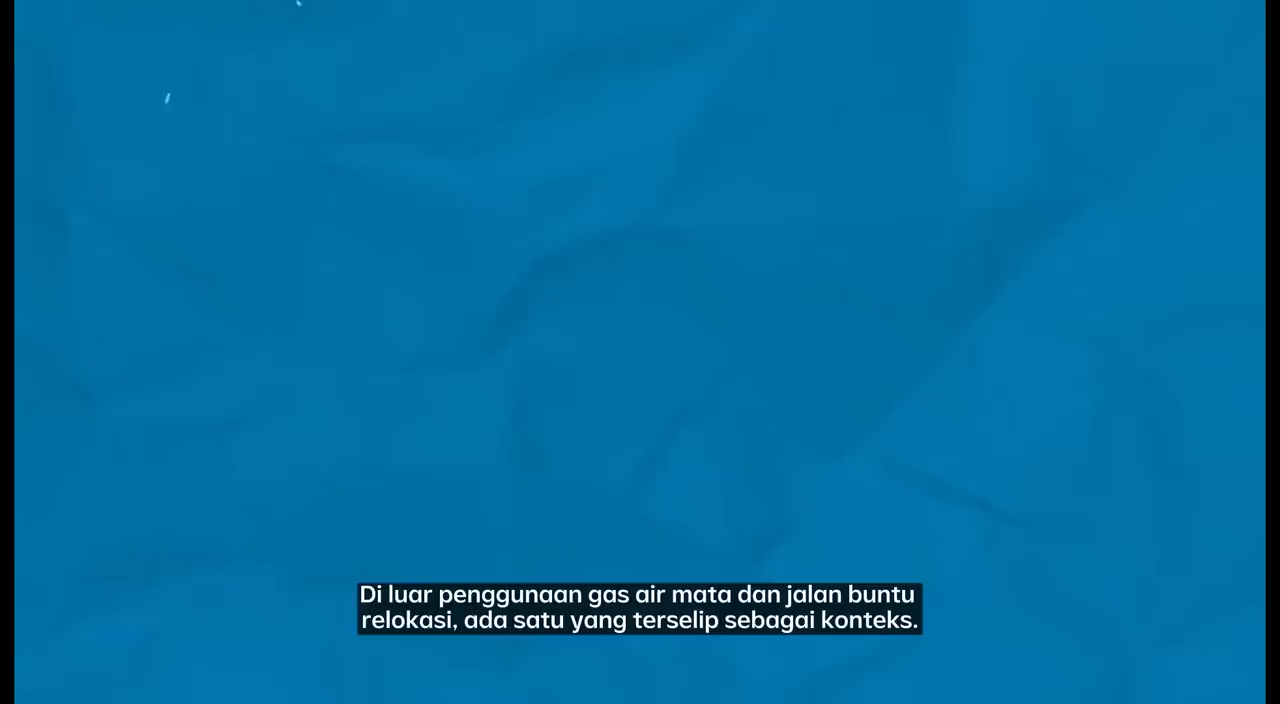 Di luar penggunaan gas air mata dan jalan buntu
relokasi, ada satu yang terselip sebagai konteks.